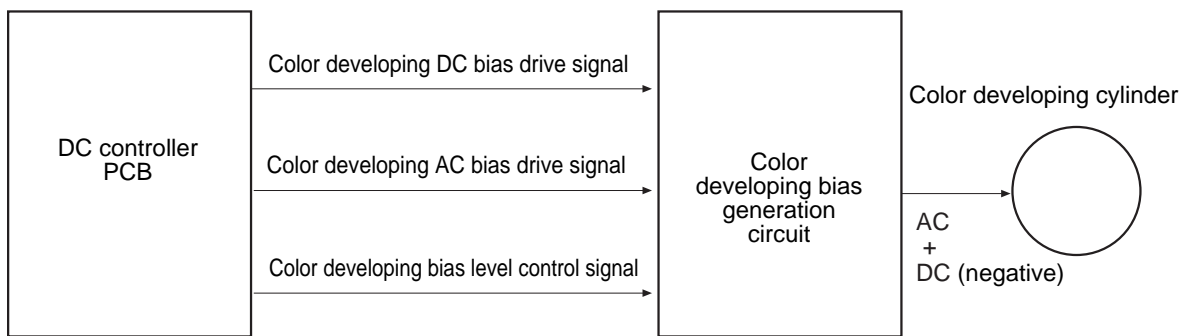 DC controller
PCB
Color developing DC bias drive signal
Color developing AC bias drive signal
Color developing bias level control signal
Color
developing bias
generation
circuit
Color developing cylinder
AC
+
DC (negative)